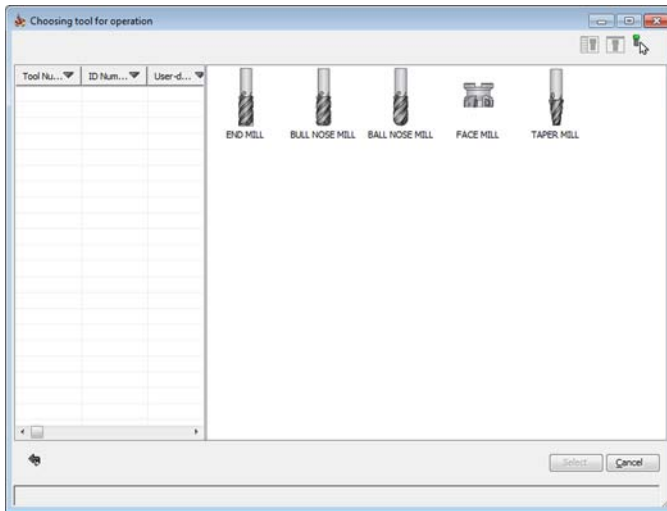 Choosing tool for operation
Tool Nu... ID Num... User-d...
END MILL BULL NOSE MILL BALL NOSE MILL FACE MILL TAPER MILL
Select Cancel